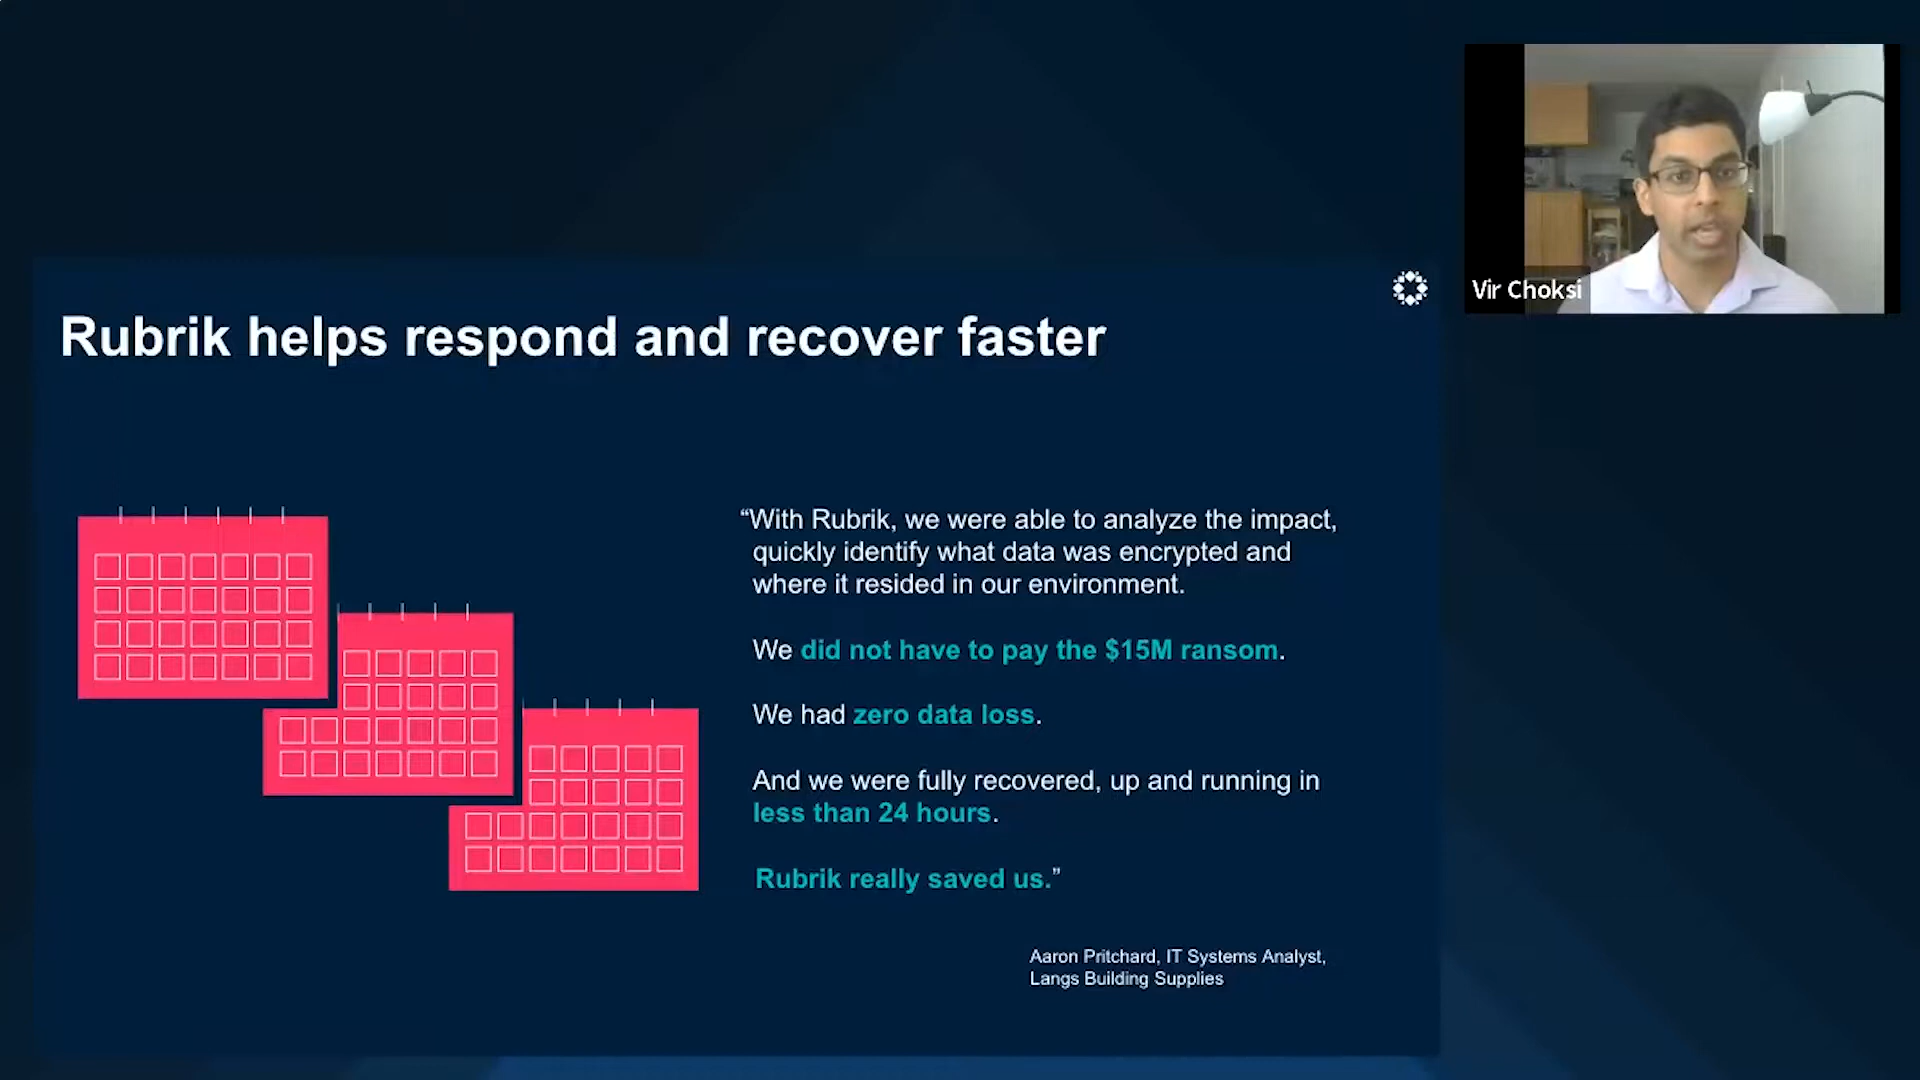 Vir Choksi
Rubrik helps respond and recover faster
“With Rubrik, we were able to analyze the impact,
quickly identify what data was encrypted and
where it resided in our environment.
We did not have to pay the $15M ransom.
We had zero data loss.
And we were fully recovered, up and running in
less than 24 hours.
Rubrik really saved us.”
Aaron Pritchard, IT Systems Analyst,
Langs Building Supplies